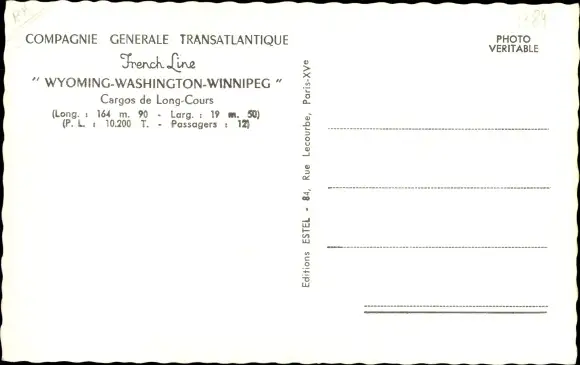 COMPAGNIE GENERALE TRANSATLANTIQUE
French Line
" WYOMING-WASHINGTON-WINNIPEG "
Cargos de Long-Cours
(Long. : 164 m. 90 - Larg. : 19 m. 50)
(P. L. : 10.200 T. - Passagers : 12)
Editions ESTEL - 84, Rue Lecourbe, Paris-XVe
PHOTO
VERITABLE